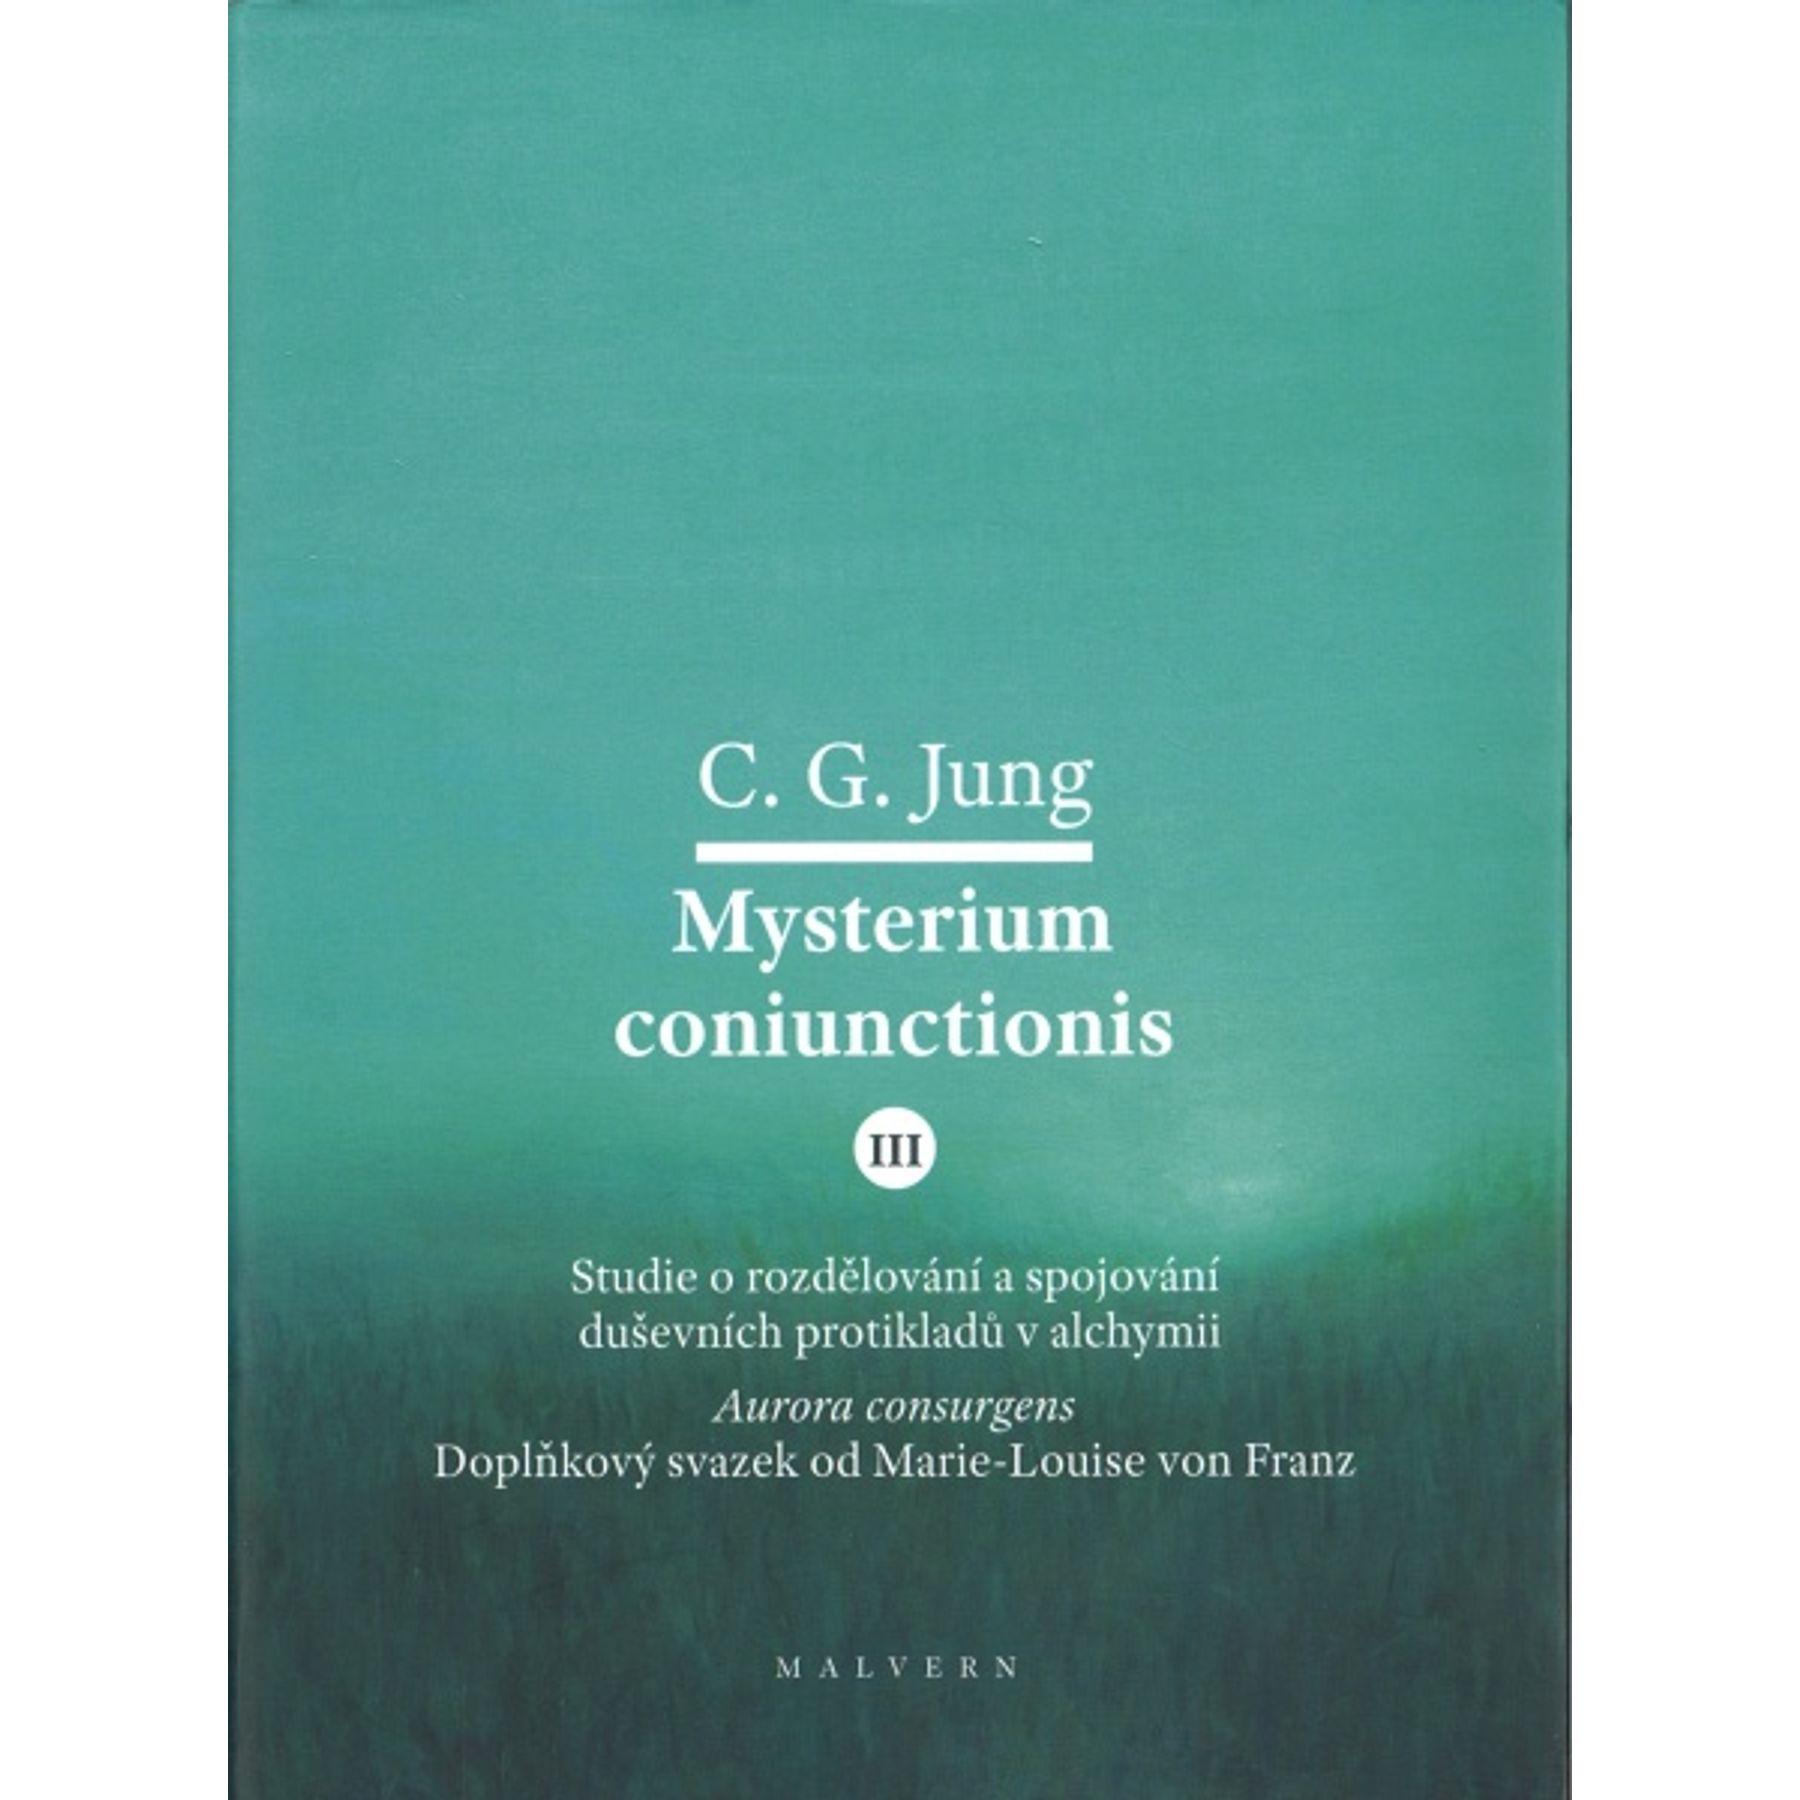 C. G. Jung
Mysterium
coniunctionis
III
Studie o rozdělování a spojování
duševních protikladů v alchymii
Aurora consurgens
Doplňkový svazek od Marie-Louise von Franz
MALVERN